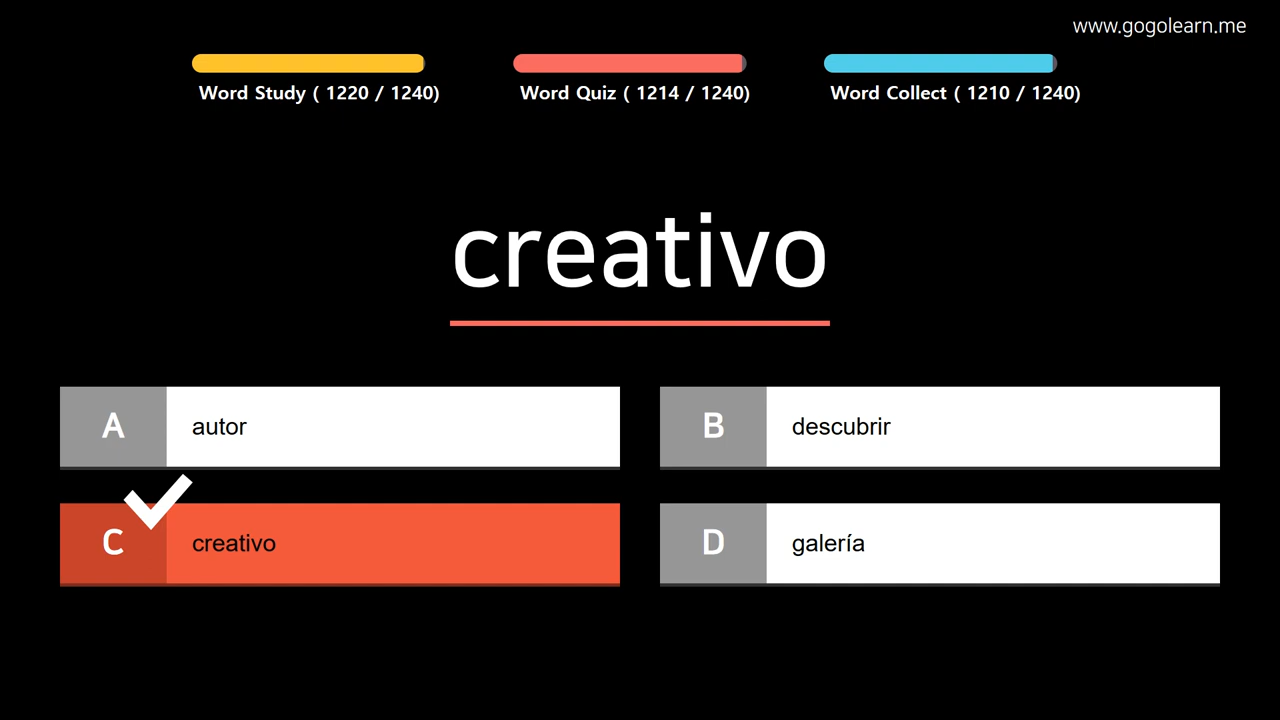 www.gogolearn.me
Word Study ( 1220 / 1240)
Word Quiz ( 1214 / 1240)
Word Collect ( 1210 / 1240)
creativo
A autor
B descubrir
C creativo
D galería